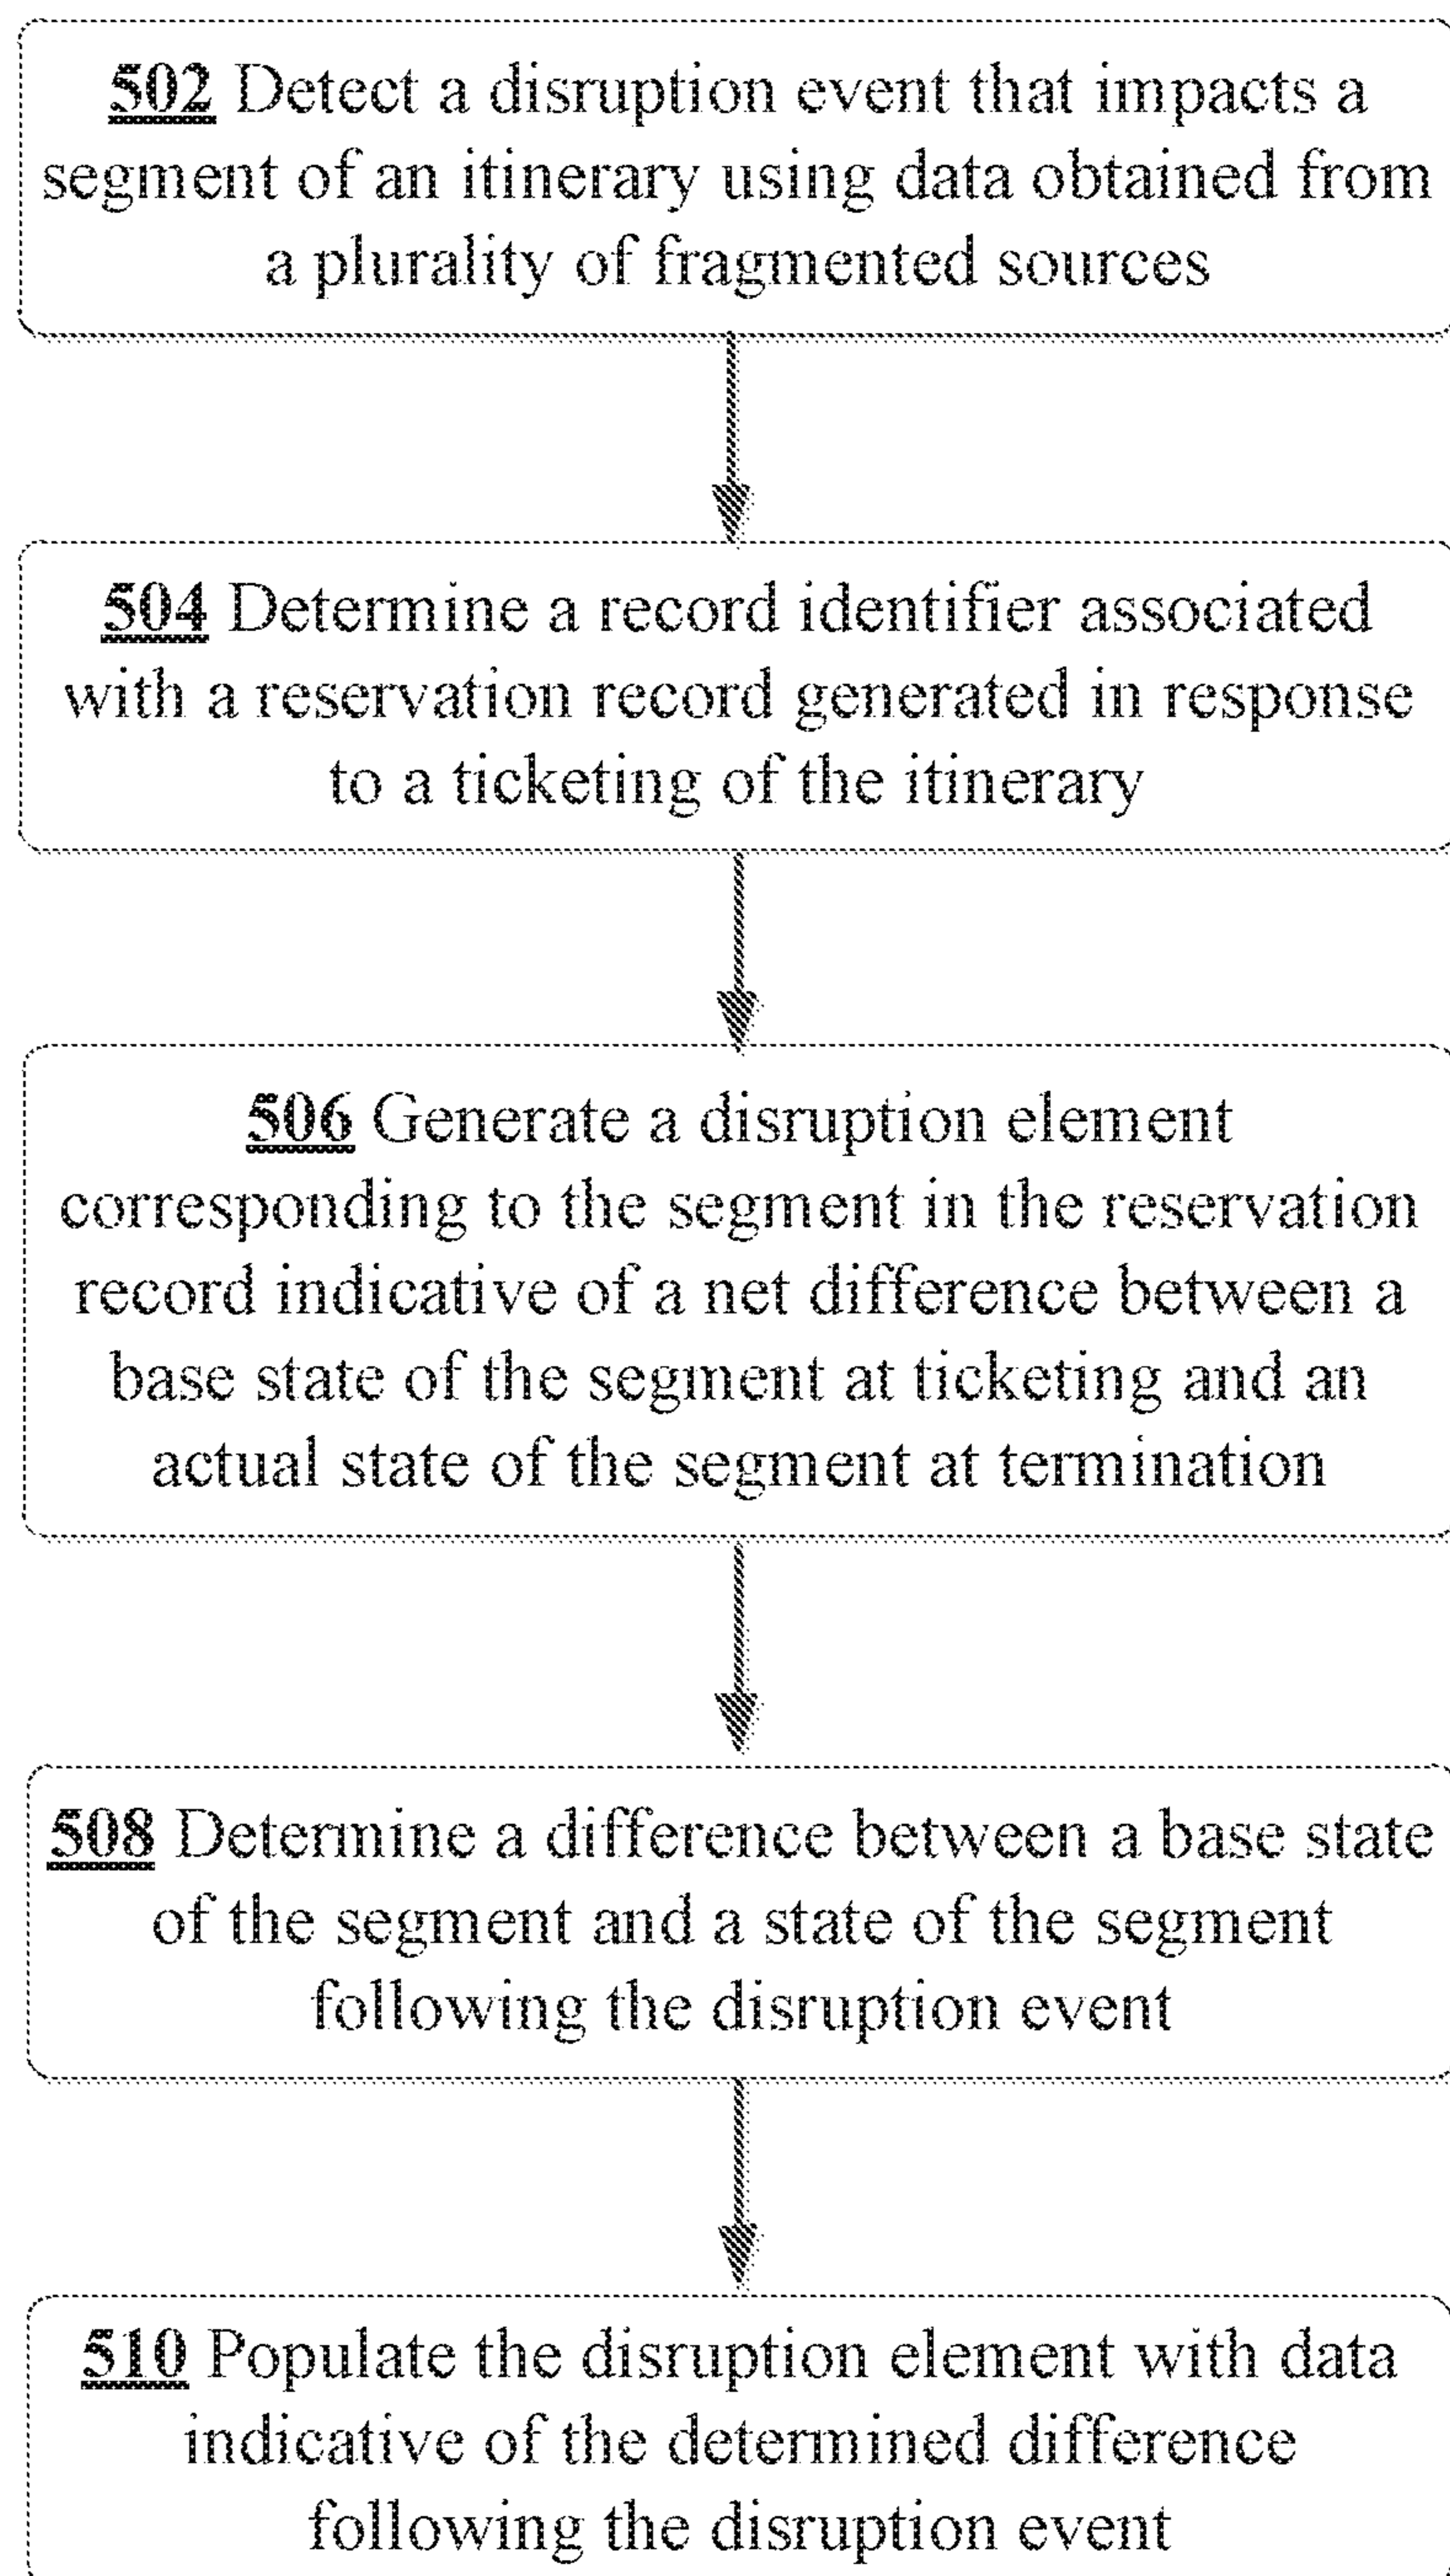 502 Detect a disruption event that impacts a
segment of an itinerary using data obtained from
a plurality of fragmented sources
504 Determine a record identifier associated
with a reservation record generated in response
to a ticketing of the itinerary
506 Generate a disruption element
corresponding to the segment in the reservation
record indicative of a net difference between a
base state of the segment at ticketing and an
actual state of the segment at termination
508 Determine a difference between a base state
of the segment and a state of the segment
following the disruption event
510 Populate the disruption element with data
indicative of the determined difference
following the disruption event